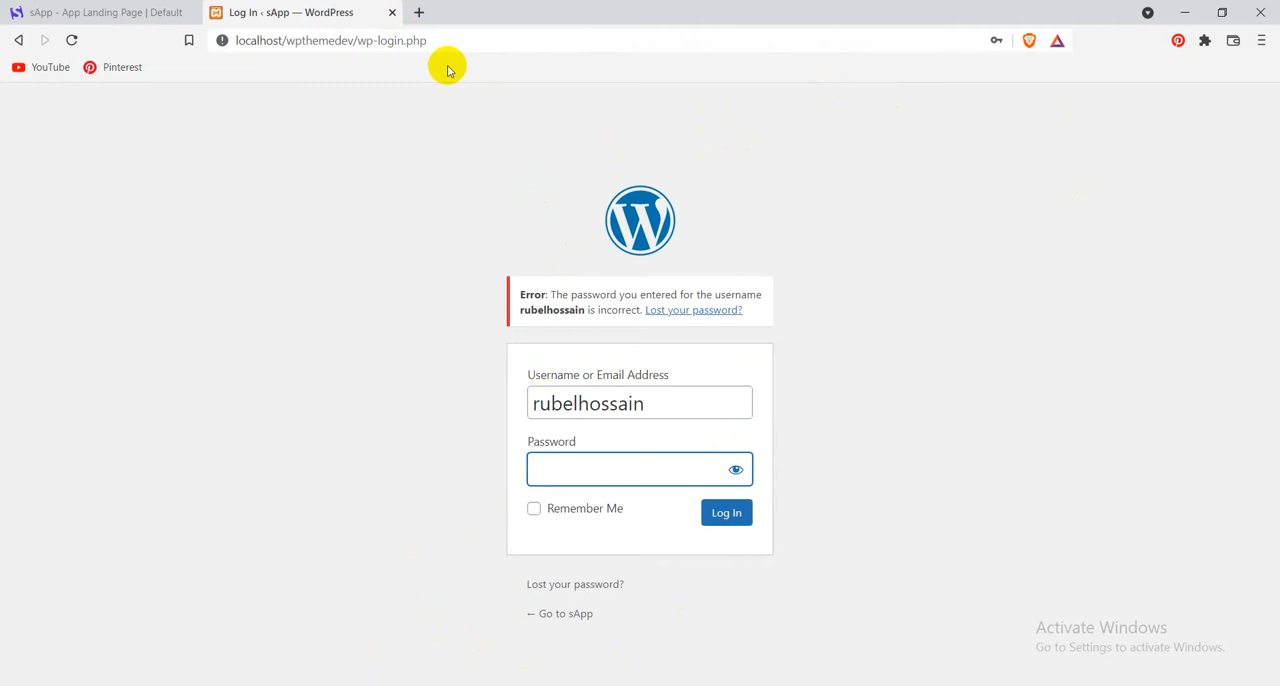 sApp - App Landing Page | Default
Log In ‹ sApp — WordPress
localhost/wpthemedev/wp-login.php
YouTube
Pinterest
Error: The password you entered for the username
rubelhossain is incorrect. Lost your password?
Username or Email Address
rubelhossain
Password
Remember Me
Log In
Lost your password?
← Go to sApp
Activate Windows
Go to Settings to activate Windows.